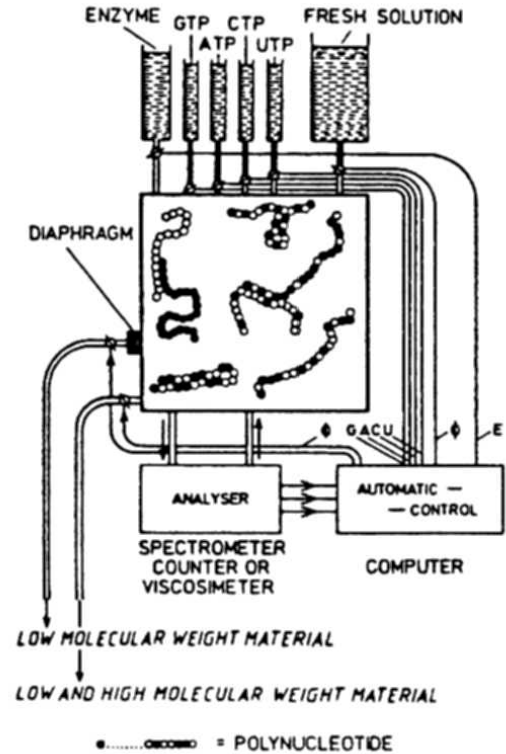 ENZYME
GTP
CTP
FRESH SOLUTION
ATP
UTP
DIAPHRAGM
ϕ
GACU
ϕ
E
ANALYSER
AUTOMATIC —
— CONTROL
SPECTROMETER
COUNTER OR
VISCOSIMETER
COMPUTER
LOW MOLECULAR WEIGHT MATERIAL
LOW AND HIGH MOLECULAR WEIGHT MATERIAL
= POLYNUCLEOTIDE